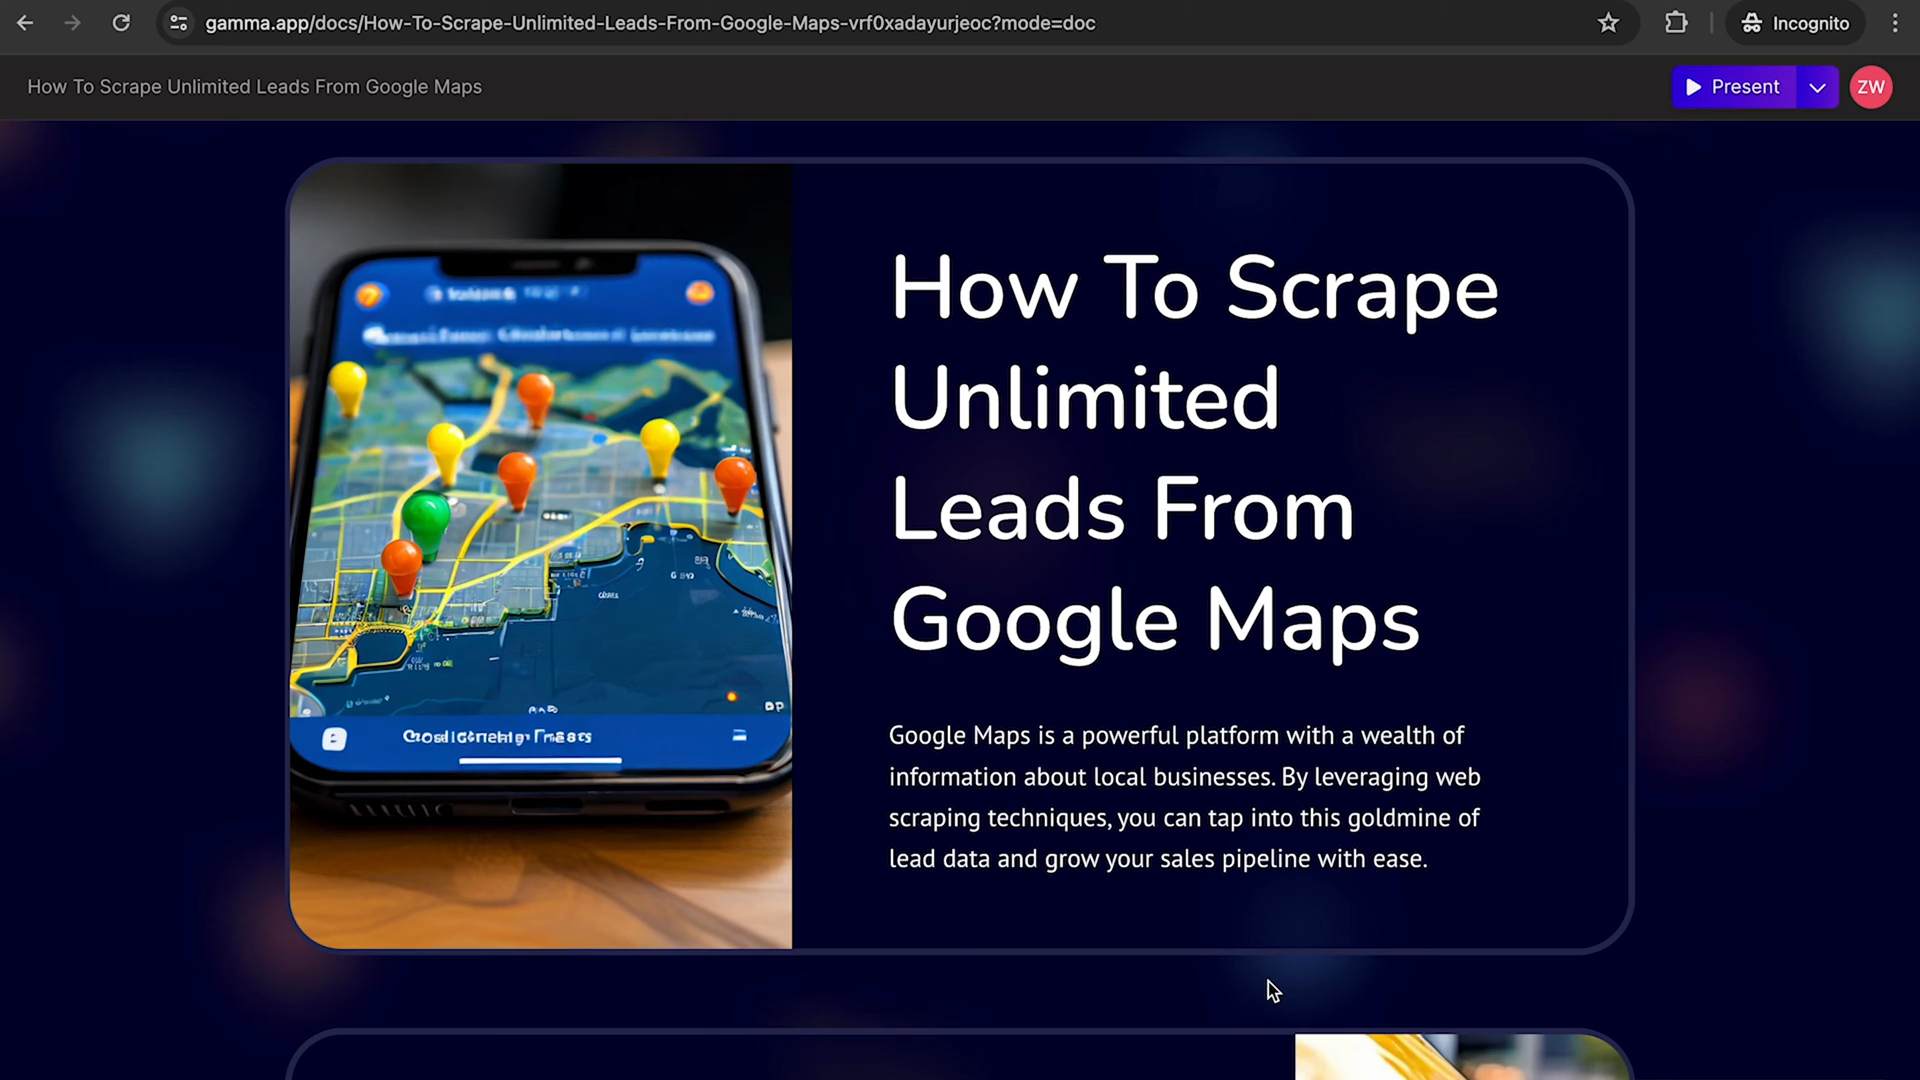 gamma.app/docs/How-To-Scrape-Unlimited-Leads-From-Google-Maps-vrf0xadayurjeoc?mode=doc
Incognito
How To Scrape Unlimited Leads From Google Maps
Present
ZW
How To Scrape
Unlimited
Leads From
Google Maps
Google Maps is a powerful platform with a wealth of
information about local businesses. By leveraging web
scraping techniques, you can tap into this goldmine of
lead data and grow your sales pipeline with ease.